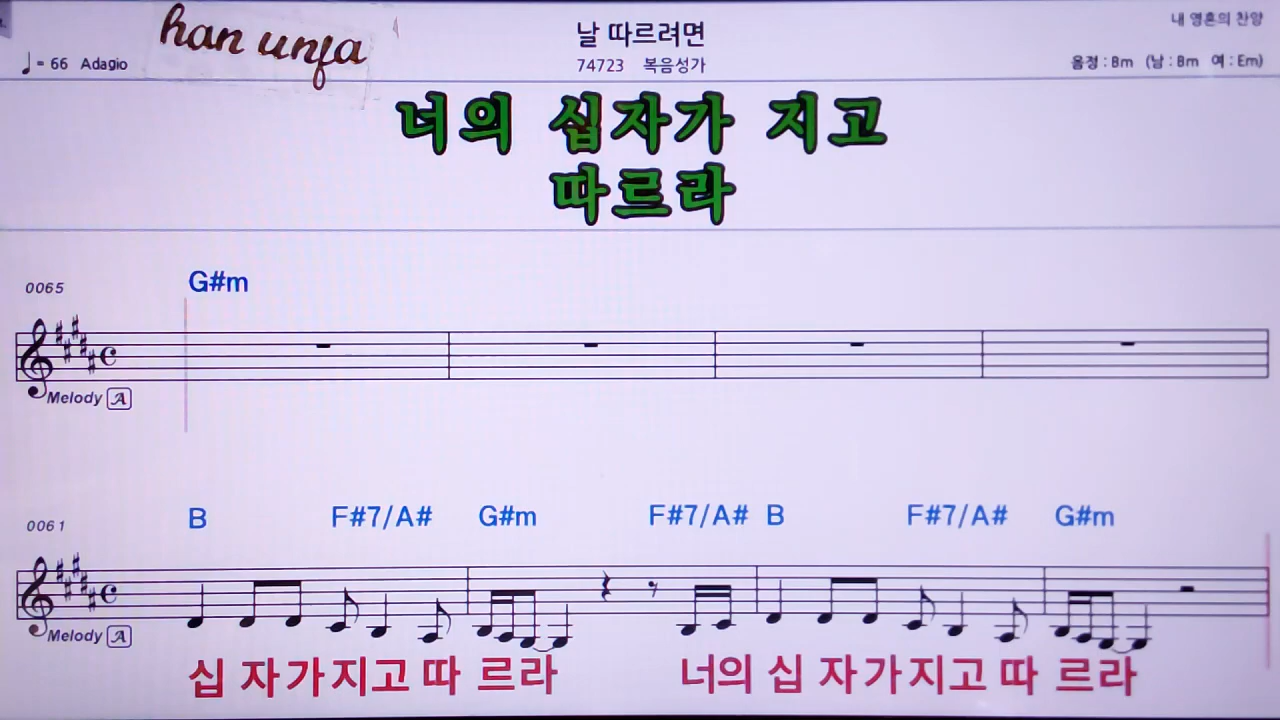 han unfa
날 따르려면
내 영혼의 찬양
♩= 66 Adagio
74723 복음성가
음정 : Bm (남 : Bm 여 : Em)
너의 십자가 지고
따르라
0065
G#m
Melody A
0061
B F#7/A# G#m F#7/A# B F#7/A# G#m
Melody A
십 자가지고 따 르라 너의 십 자가지고 따 르라